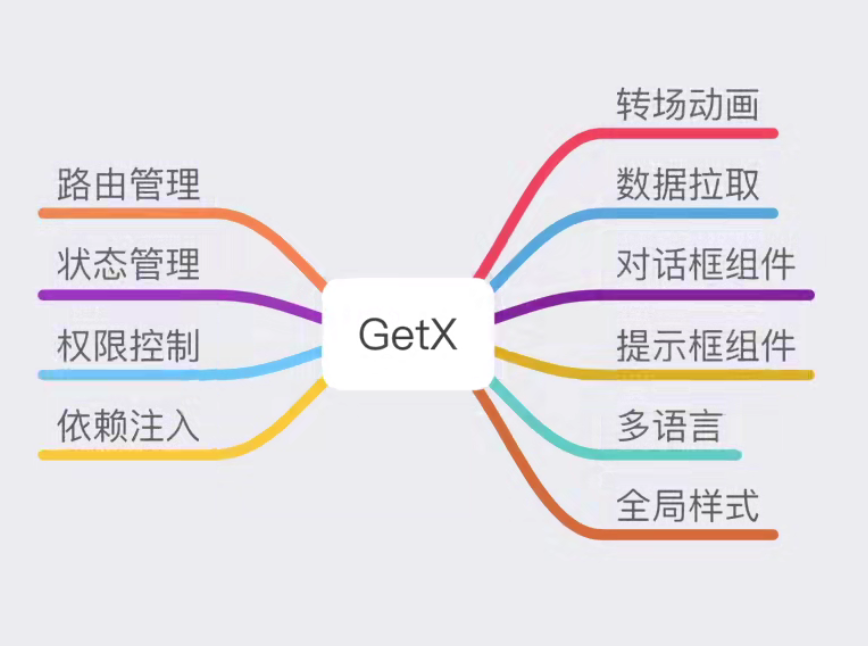 路由管理
状态管理
权限控制
依赖注入
GetX
转场动画
数据拉取
对话框组件
提示框组件
多语言
全局样式